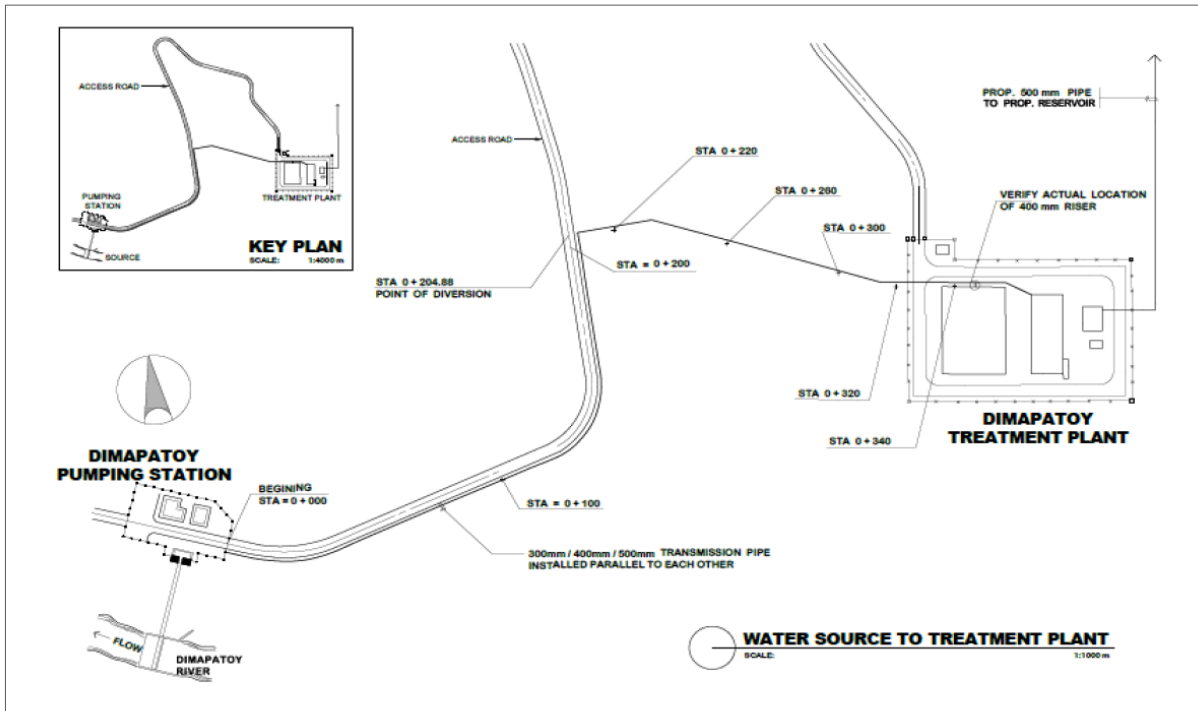 ACCESS ROAD
PUMPING
STATION
SOURCE
TREATMENT PLANT
KEY PLAN
SCALE: 1:4000 m
ACCESS ROAD
STA 0 + 220
STA 0 + 260
STA 0 + 300
PROP. 500 mm PIPE
TO PROP. RESERVOIR
VERIFY ACTUAL LOCATION
OF 400 mm RISER
STA = 0 + 200
STA 0 + 204.88
POINT OF DIVERSION
STA 0 + 320
STA 0 + 340
DIMAPATOY
TREATMENT PLANT
DIMAPATOY
PUMPING STATION
BEGINING
STA = 0 + 000
STA = 0 + 100
300mm / 400mm / 500mm TRANSMISSION PIPE
INSTALLED PARALLEL TO EACH OTHER
FLOW
DIMAPATOY
RIVER
WATER SOURCE TO TREATMENT PLANT
SCALE: 1:1000 m